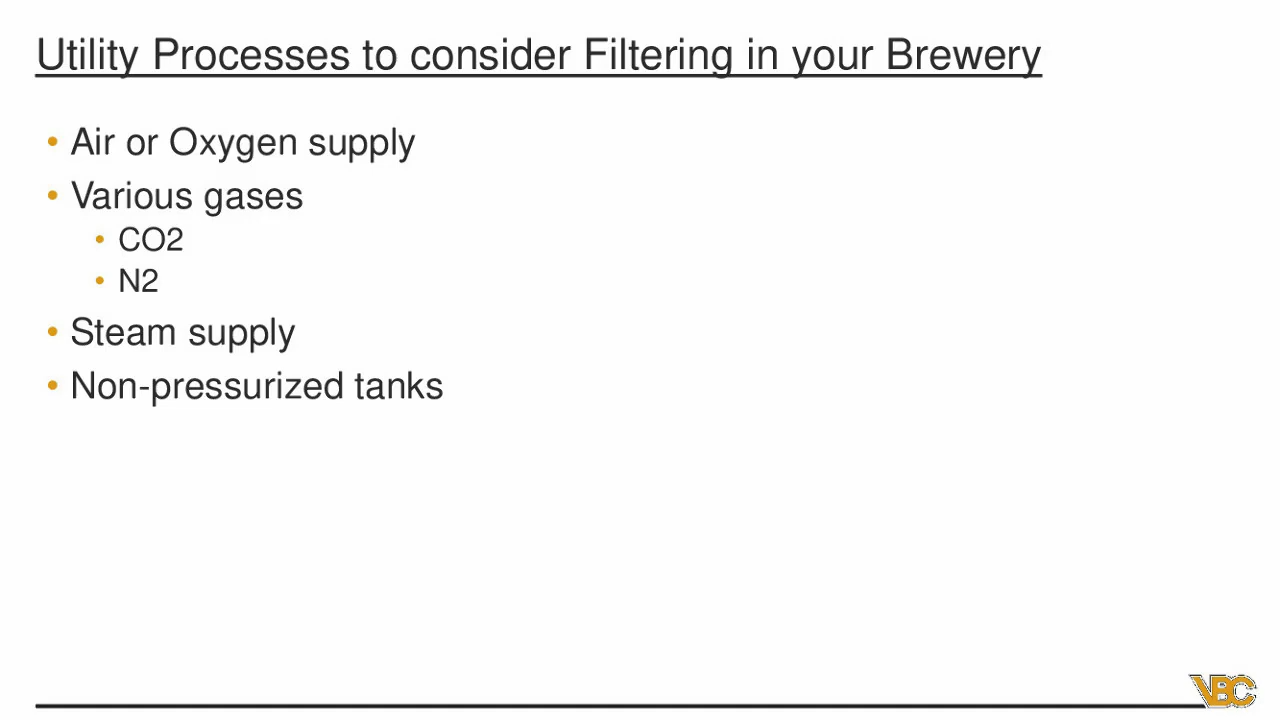 Utility Processes to consider Filtering in your Brewery
• Air or Oxygen supply
• Various gases
• CO2
• N2
• Steam supply
• Non-pressurized tanks
VBC